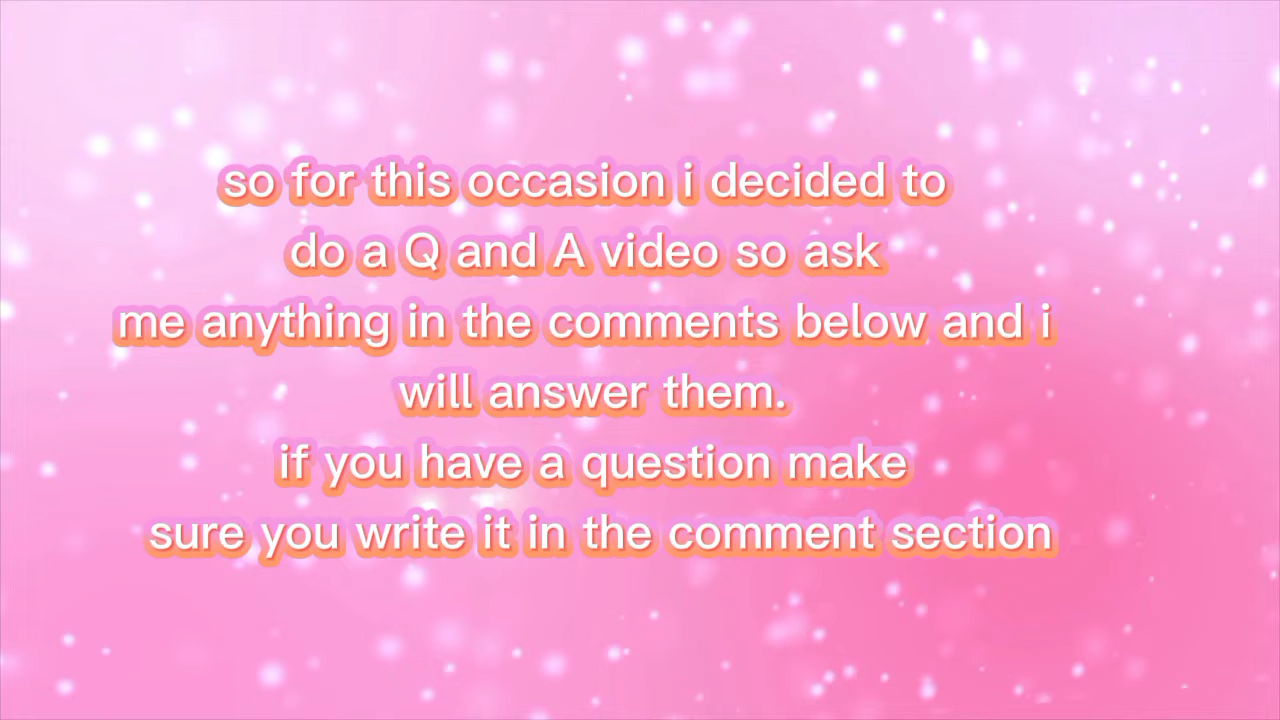 so for this occasion i decided to
do a Q and A video so ask
me anything in the comments below and i
will answer them.
if you have a question make
sure you write it in the comment section